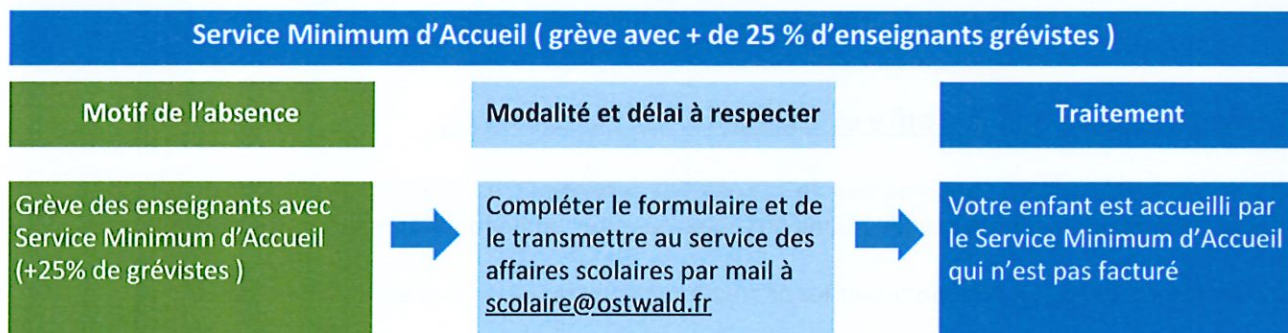 Service Minimum d’Accueil ( grève avec + de 25 % d’enseignants grévistes )
Motif de l’absence
Modalité et délai à respecter
Traitement
Grève des enseignants avec
Service Minimum d’Accueil
(+25% de grévistes )
Compléter le formulaire et de
le transmettre au service des
affaires scolaires par mail à
scolaire@ostwald.fr
Votre enfant est accueilli par
le Service Minimum d’Accueil
qui n’est pas facturé